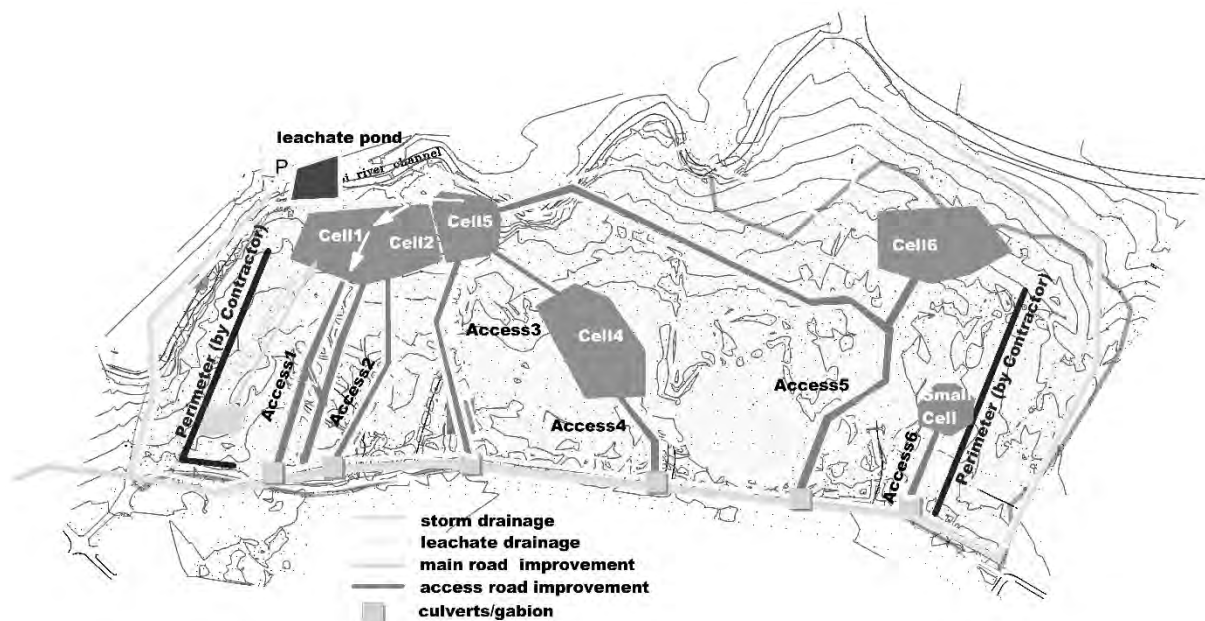 leachate pond
P
river channel
Cell1
Cell2
Cell5
Cell6
Perimeter (by Contractor)
Access1
Access2
Access3
Cell4
Access4
Access5
Small
Cell
Access6
Perimeter (by Contractor)
storm drainage
leachate drainage
main road improvement
access road improvement
culverts/gabion